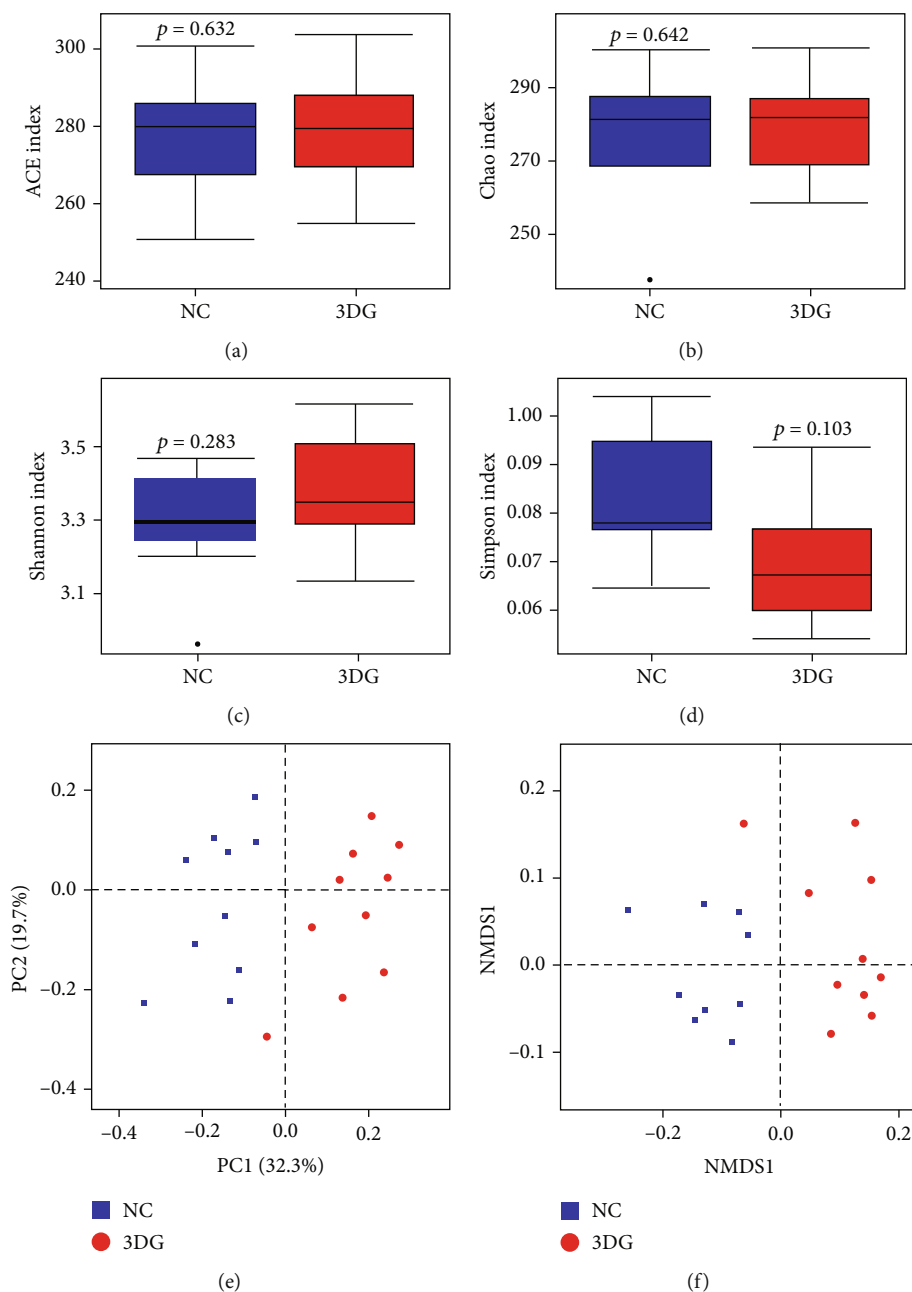 p = 0.632
300
280
260
240
ACE index
NC
3DG
(a)
p = 0.642
290
270
250
Chao index
NC
3DG
(b)
p = 0.283
3.5
3.3
3.1
Shannon index
NC
3DG
(c)
1.00
p = 0.103
0.09
0.08
0.07
0.06
Simpson index
NC
3DG
(d)
0.2
0.0
−0.2
−0.4
PC2 (19.7%)
−0.4
−0.2
0.0
0.2
PC1 (32.3%)
NC
3DG
(e)
0.2
0.1
0.0
−0.1
NMDS1
−0.2
0.0
0.2
NMDS1
NC
3DG
(f)